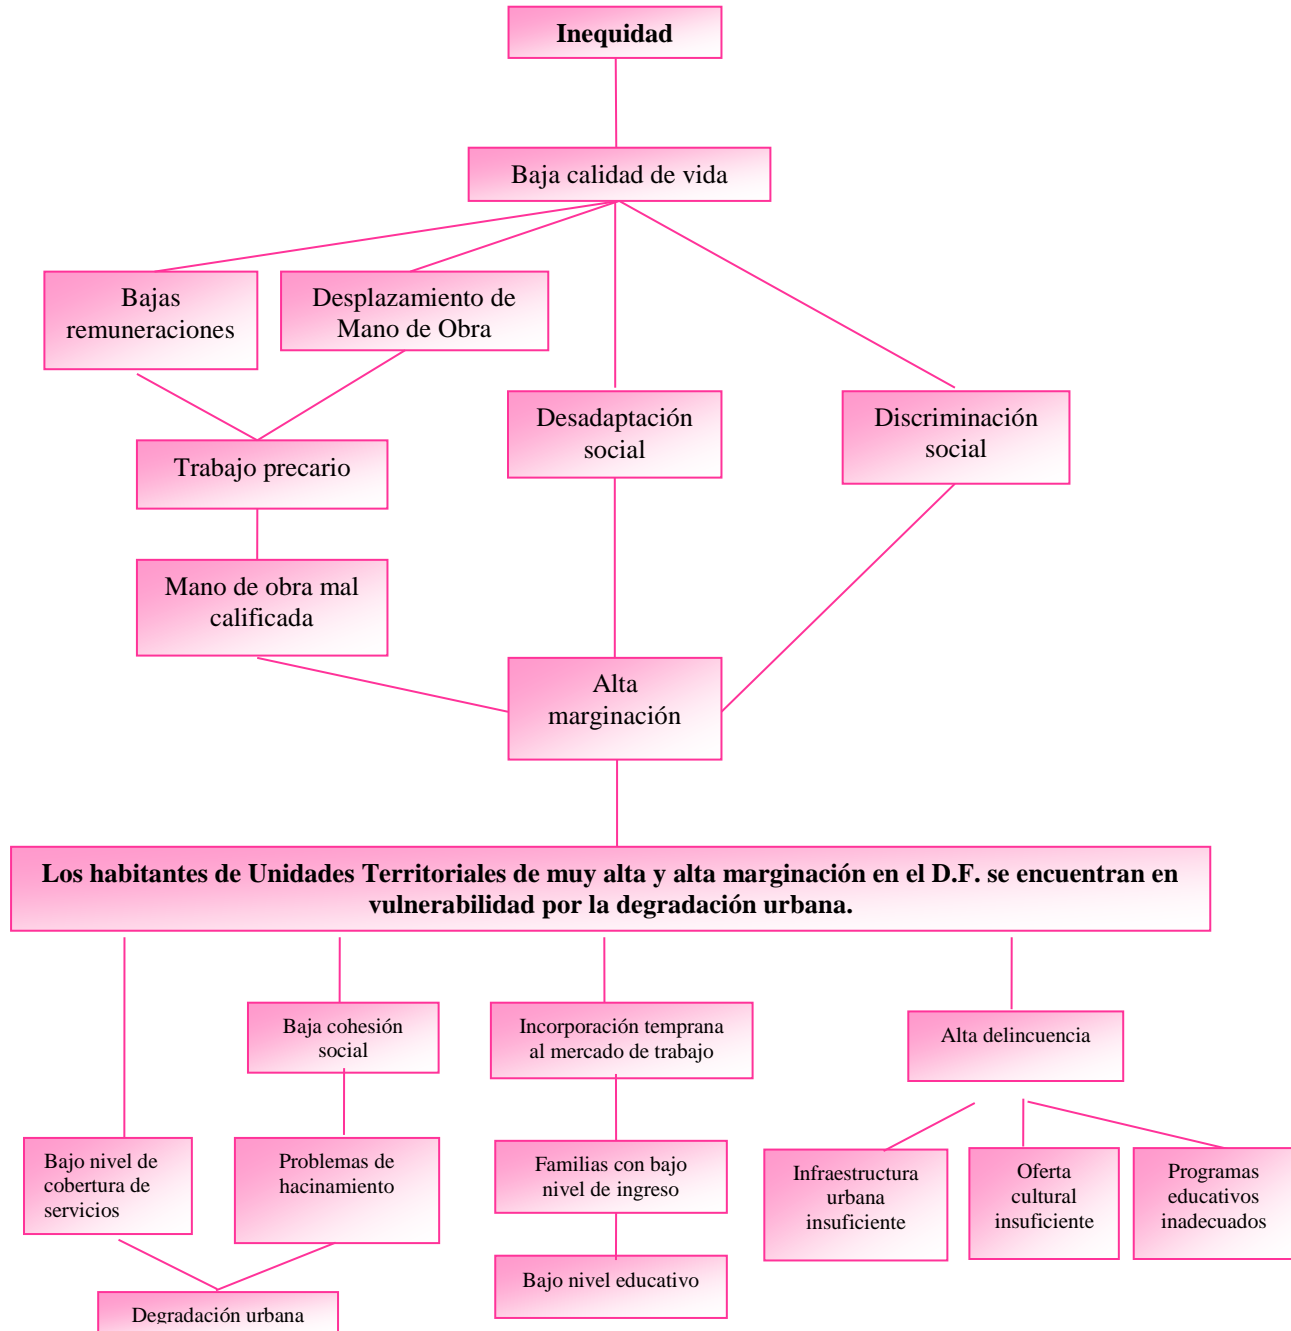 Inequidad
Baja calidad de vida
Bajas
remuneraciones
Desplazamiento de
Mano de Obra
Desadaptación
social
Discriminación
social
Trabajo precario
Mano de obra mal
calificada
Alta
marginación
Los habitantes de Unidades Territoriales de muy alta y alta marginación en el D.F. se encuentran en
vulnerabilidad por la degradación urbana.
Baja cohesión
social
Incorporación temprana
al mercado de trabajo
Alta delincuencia
Bajo nivel de
cobertura de
servicios
Problemas de
hacinamiento
Familias con bajo
nivel de ingreso
Infraestructura
urbana
insuficiente
Oferta
cultural
insuficiente
Programas
educativos
inadecuados
Bajo nivel educativo
Degradación urbana